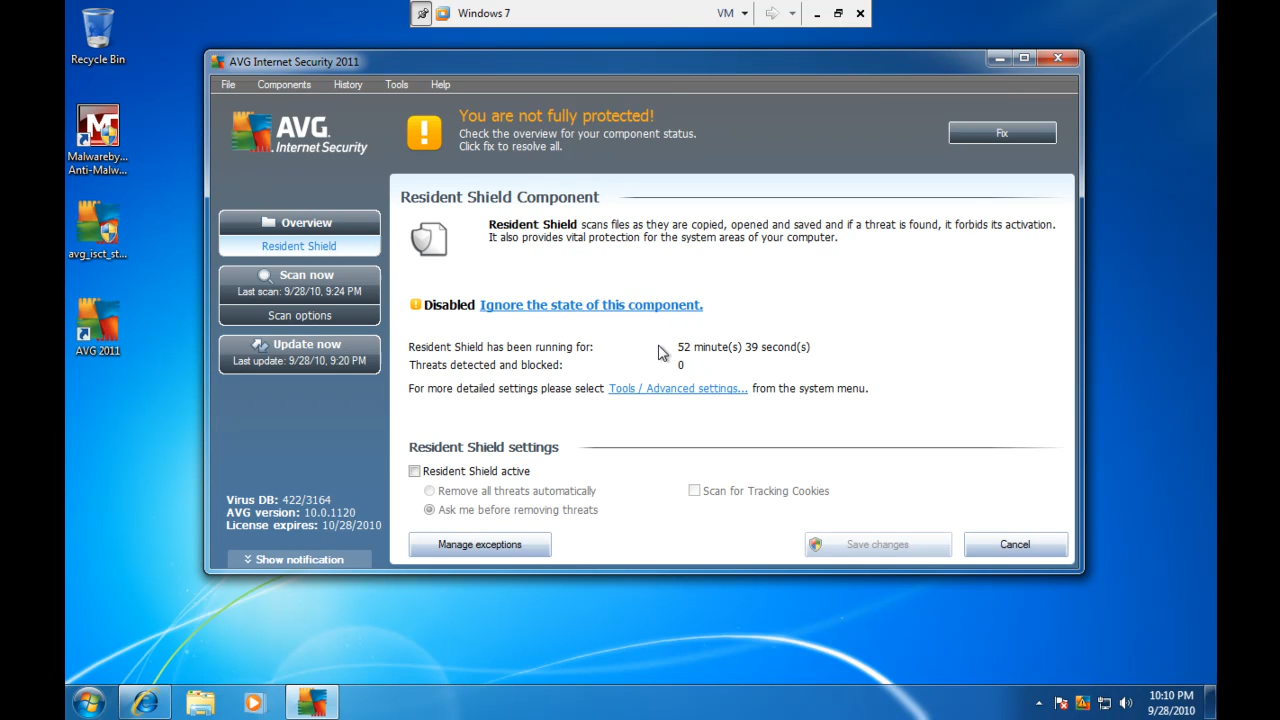 Windows 7
VM
Recycle Bin
Malwareby...
Anti-Malw...
avg_isct_st...
AVG 2011
AVG Internet Security 2011
File
Components
History
Tools
Help
AVG.
Internet Security
You are not fully protected!
Check the overview for your component status.
Click fix to resolve all.
Fix
Overview
Resident Shield
Scan now
Last scan: 9/28/10, 9:24 PM
Scan options
Update now
Last update: 9/28/10, 9:20 PM
Virus DB: 422/3164
AVG version: 10.0.1120
License expires: 10/28/2010
Show notification
Resident Shield Component
Resident Shield scans files as they are copied, opened and saved and if a threat is found, it forbids its activation.
It also provides vital protection for the system areas of your computer.
Disabled Ignore the state of this component.
Resident Shield has been running for: 52 minute(s) 39 second(s)
Threats detected and blocked: 0
For more detailed settings please select Tools / Advanced settings... from the system menu.
Resident Shield settings
Resident Shield active
Remove all threats automatically
Scan for Tracking Cookies
Ask me before removing threats
Manage exceptions
Save changes
Cancel
10:10 PM
9/28/2010